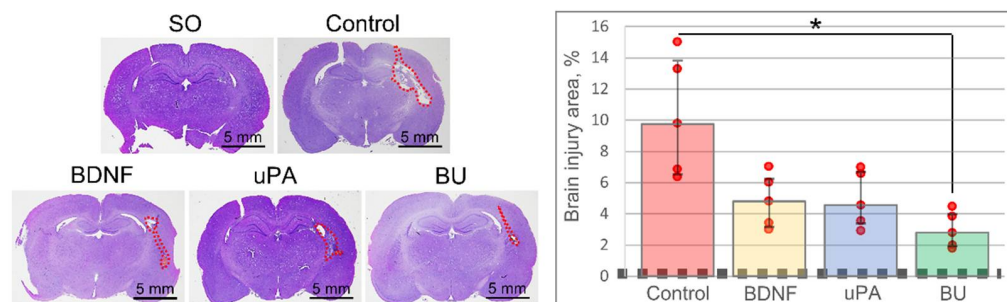 SO
Control
5 mm
5 mm
BDNF
uPA
BU
5 mm
5 mm
5 mm
Brain injury area, %
16
14
12
10
8
6
4
2
0
*
Control
BDNF
uPA
BU